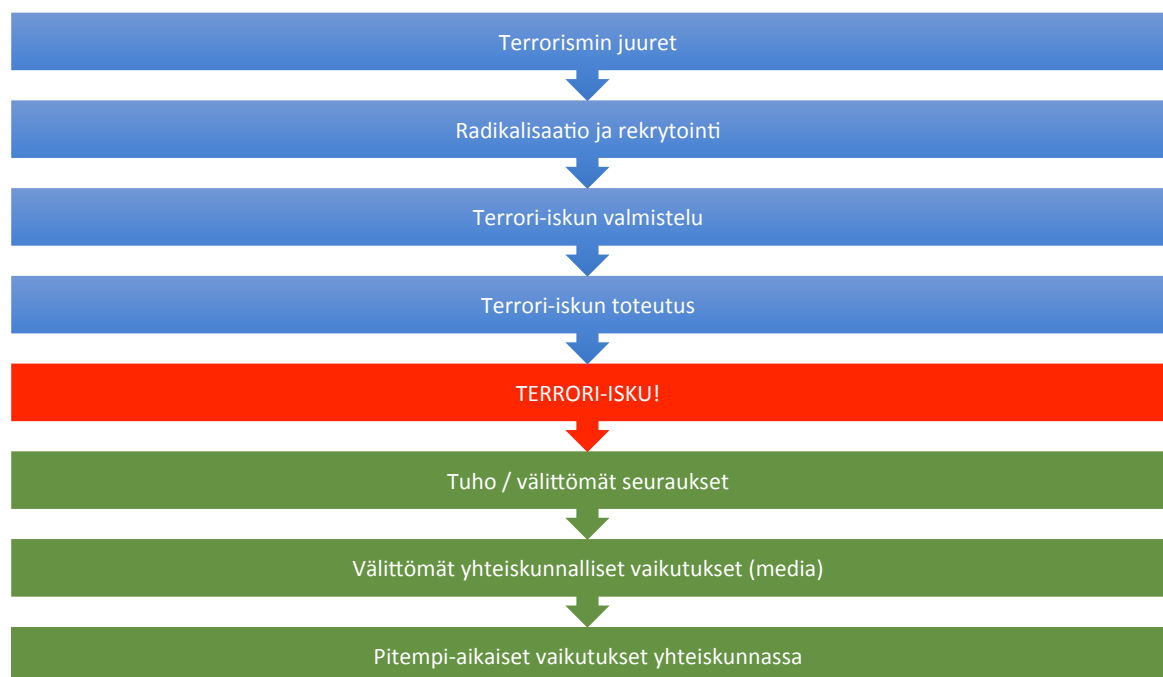 Terrorismin juuret
Radikalisaatio ja rekrytointi
Terrori-iskun valmistelu
Terrori-iskun toteutus
TERRORI-ISKU!
Tuho / välittömät seuraukset
Välittömät yhteiskunnalliset vaikutukset (media)
Pitempi-aikaiset vaikutukset yhteiskunnassa